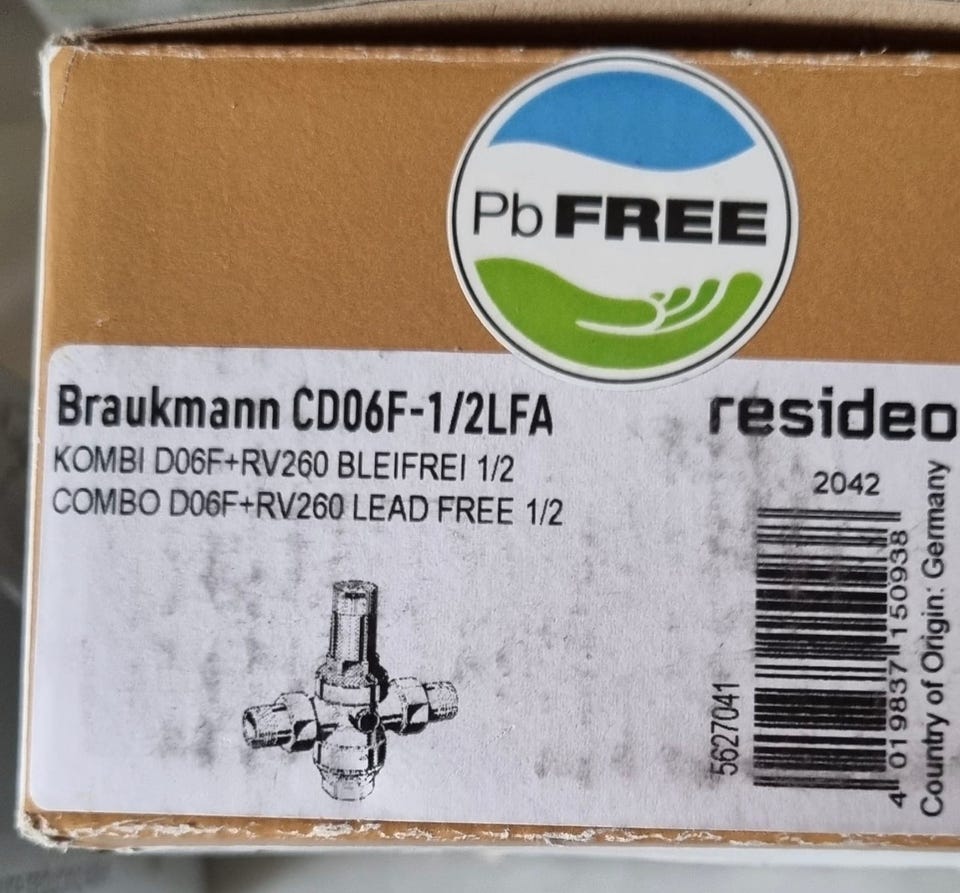 Pb FREE
Braukmann CD06F-1/2LFA
resideo
KOMBI D06F+RV260 BLEIFREI 1/2
COMBO D06F+RV260 LEAD FREE 1/2
2042
5627041
4 019837 150938
Country of Origin: Germany